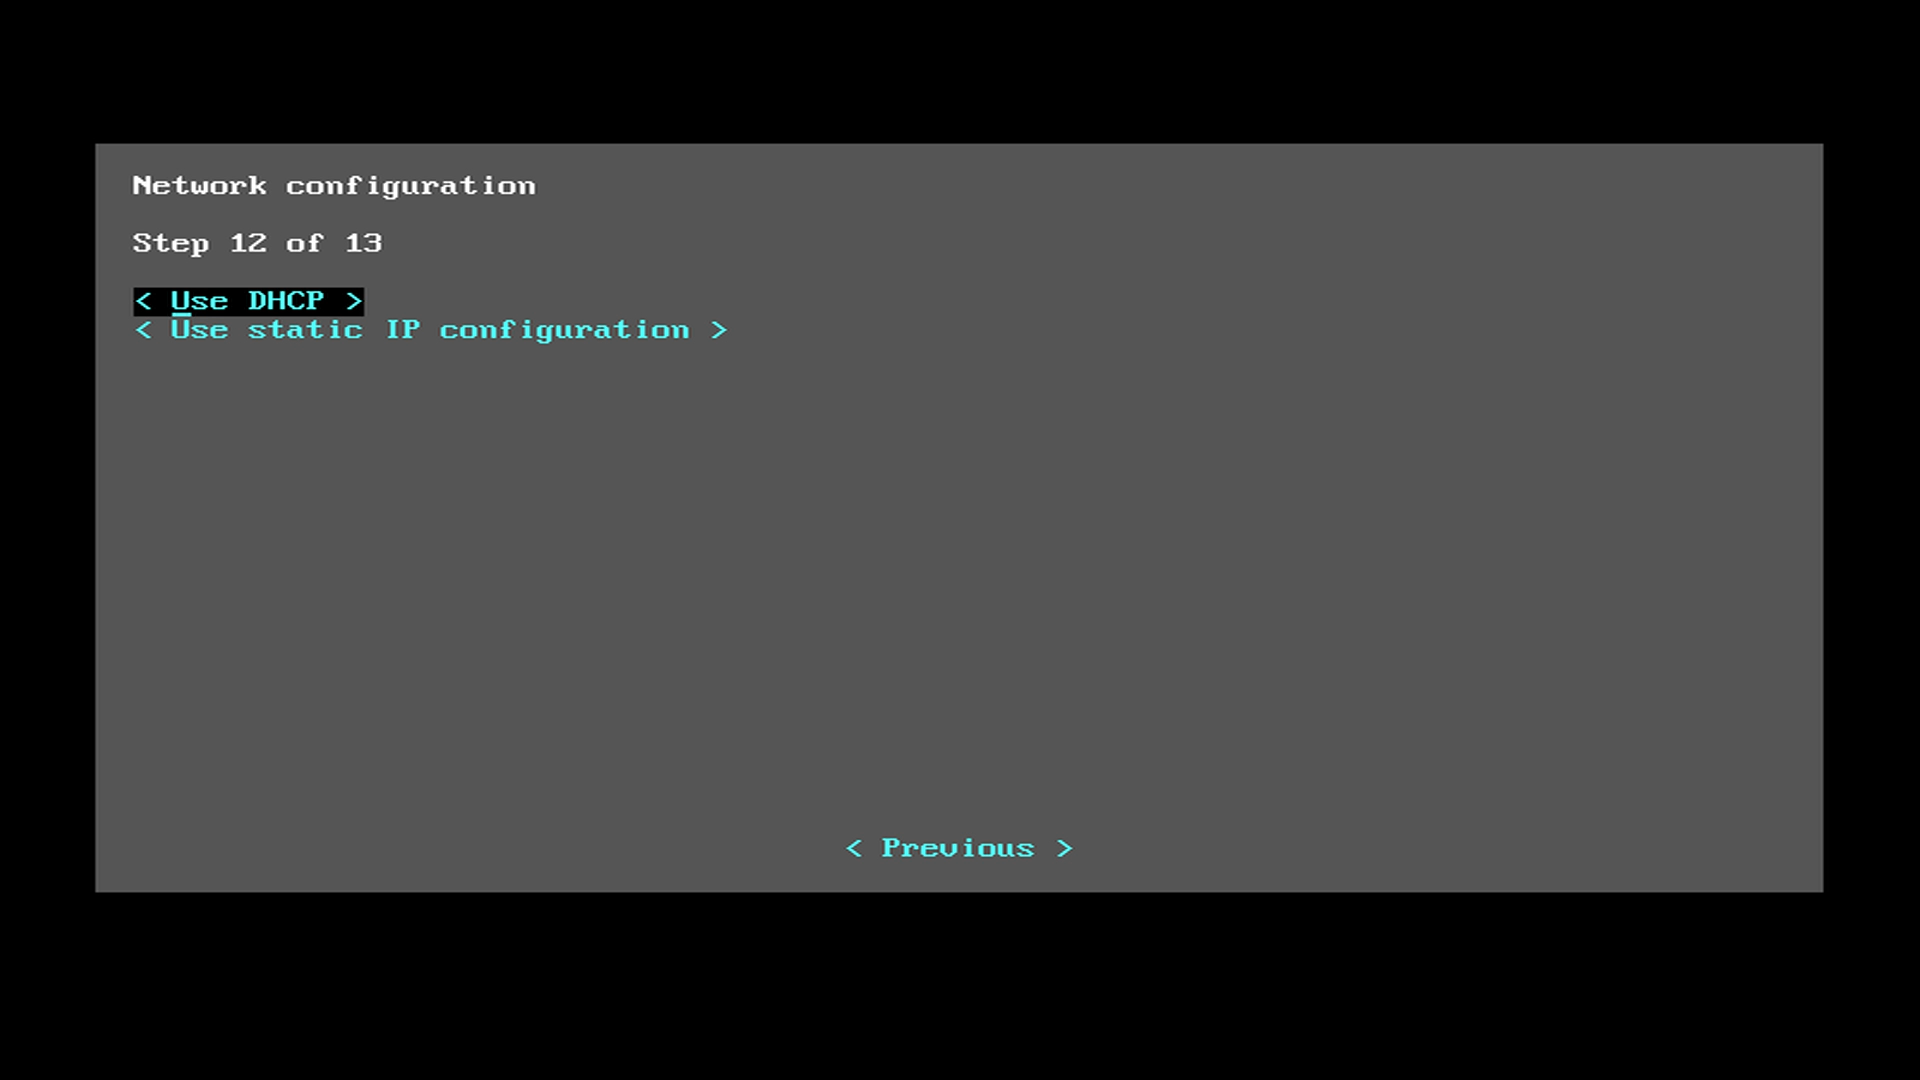 Network configuration
Step 12 of 13
< Use DHCP >
< Use static IP configuration >
< Previous >